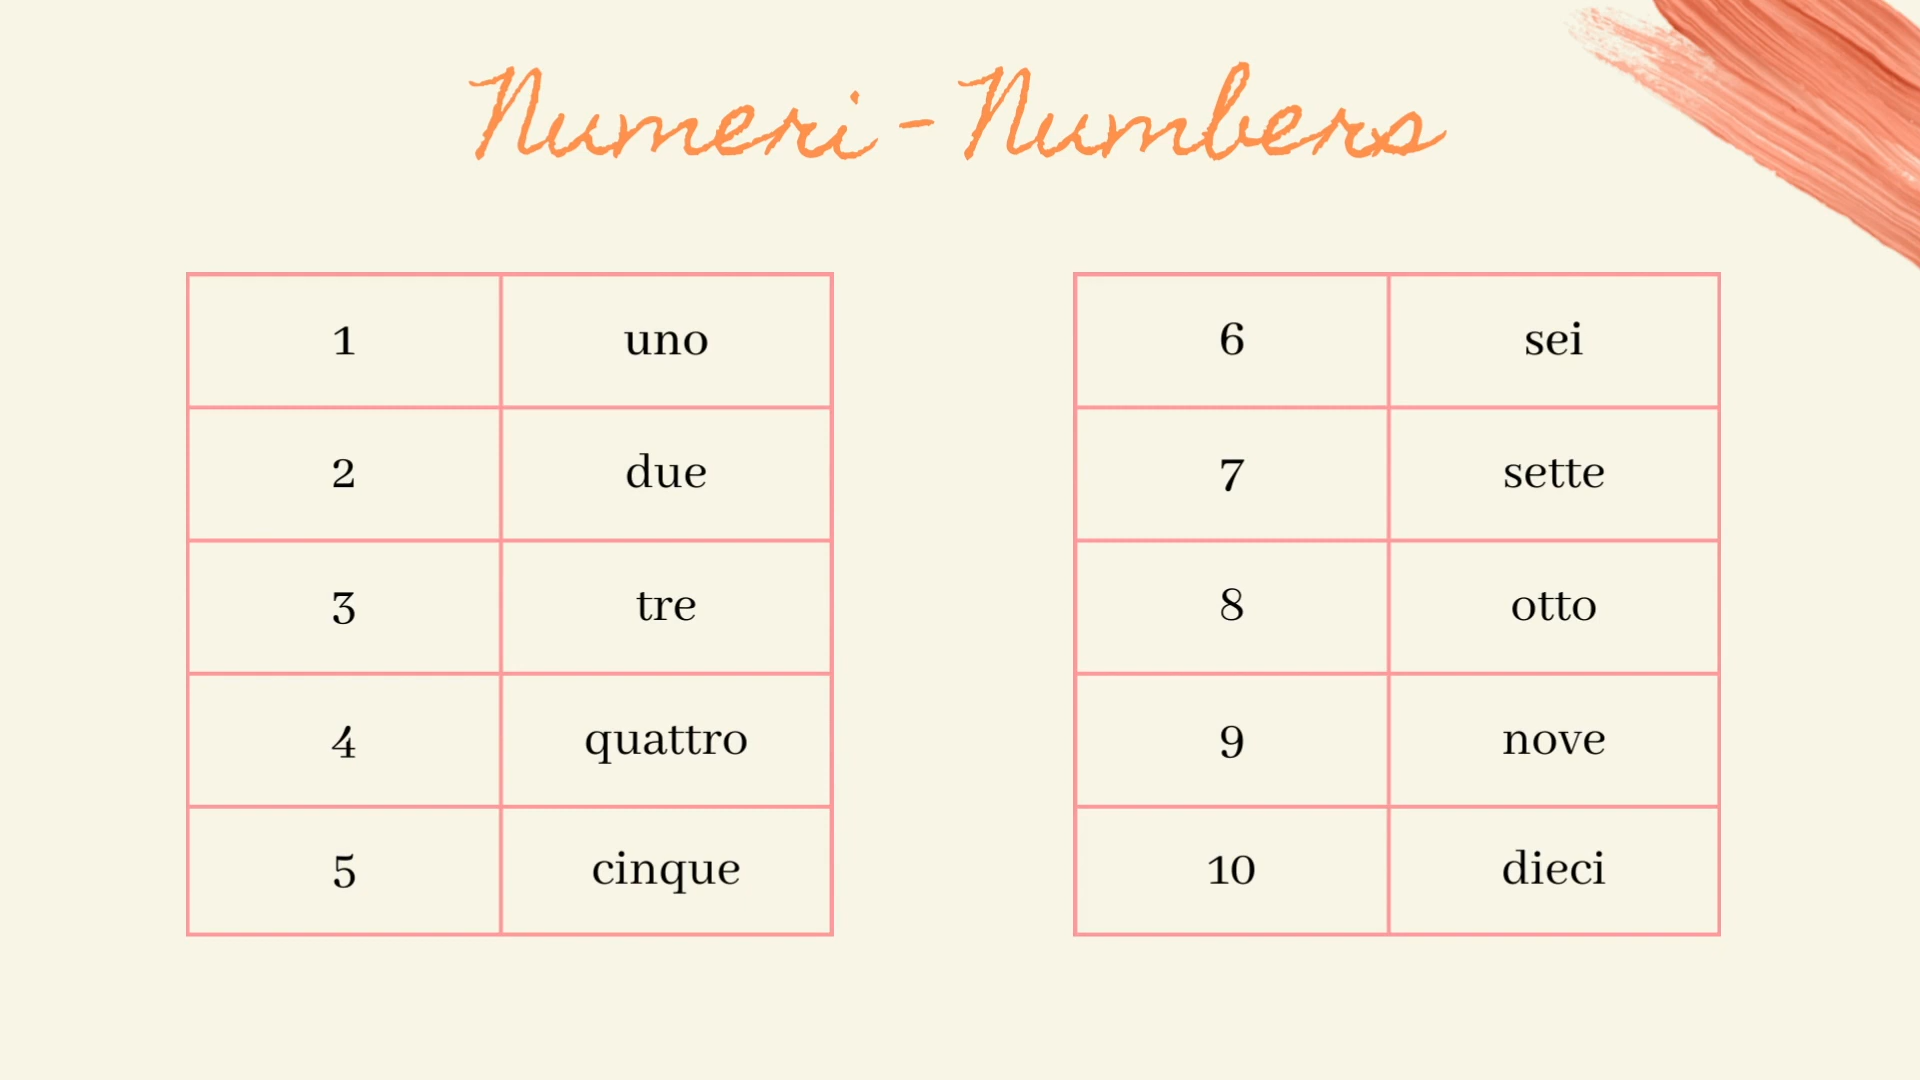 Numeri - Numbers
1 uno
2 due
3 tre
4 quattro
5 cinque
6 sei
7 sette
8 otto
9 nove
10 dieci